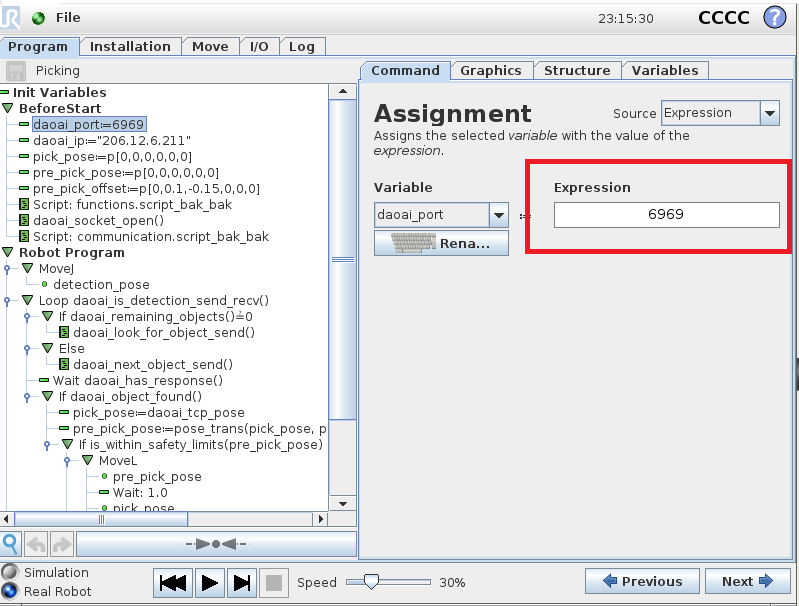 File
23:15:30
CCCC
?
Program
Installation
Move
I/O
Log
Picking
Init Variables
BeforeStart
daoai_port≔6969
daoai_ip≔"206.12.6.211"
pick_pose≔p[0,0,0,0,0,0]
pre_pick_pose≔p[0,0,0,0,0,0]
pre_pick_offset≔p[0,0.1,-0.15,0,0,0]
Script: functions.script_bak_bak
daoai_socket_open()
Script: communication.script_bak_bak
Robot Program
MoveJ
detection_pose
Loop daoai_is_detection_send_recv()
If daoai_remaining_objects()≟0
daoai_look_for_object_send()
Else
daoai_next_object_send()
Wait daoai_has_response()
If daoai_object_found()
pick_pose≔daoai_tcp_pose
pre_pick_pose≔pose_trans(pick_pose, p
If is_within_safety_limits(pre_pick_pose)
MoveL
pre_pick_pose
Wait: 1.0
pick_pose
Command
Graphics
Structure
Variables
Assignment
Source
Expression
Assigns the selected variable with the value of the
expression.
Variable
Expression
daoai_port
≔
6969
Rena...
Simulation
Real Robot
Speed
30%
Previous
Next